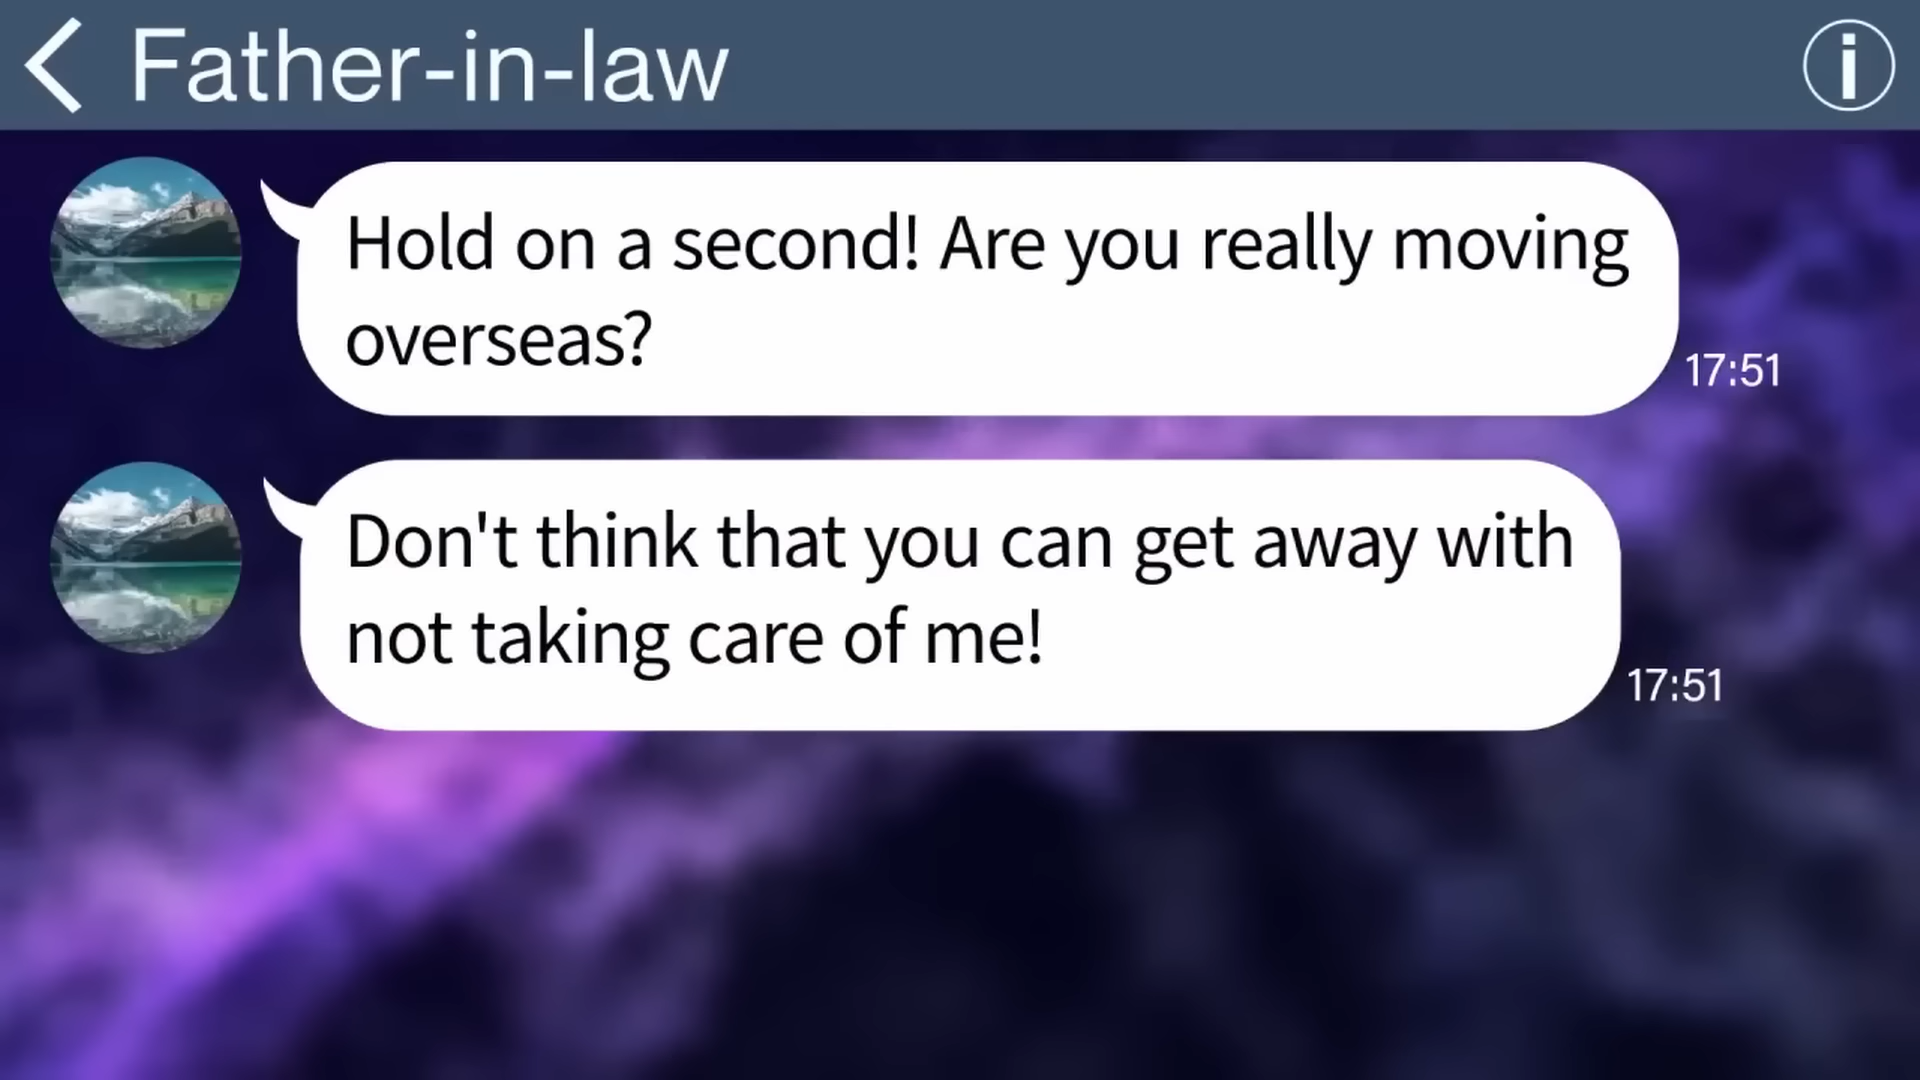 Father-in-law
Hold on a second! Are you really moving
overseas?
17:51
Don't think that you can get away with
not taking care of me!
17:51